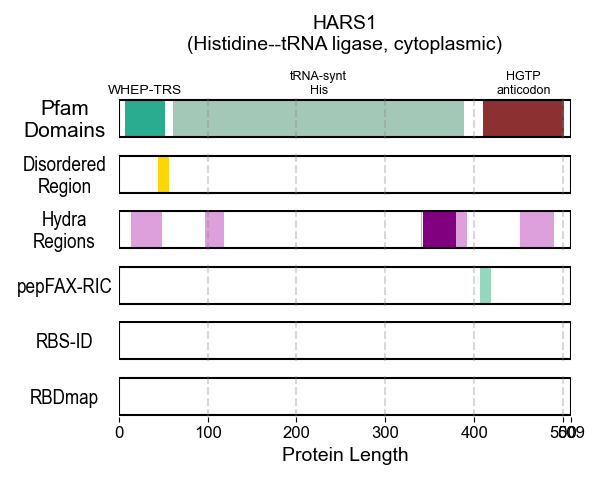 HARS1
(Histidine--tRNA ligase, cytoplasmic)
WHEP-TRS
tRNA-synt
His
HGTP
anticodon
Pfam
Domains
Disordered
Region
Hydra
Regions
pepFAX-RIC
RBS-ID
RBDmap
0 100 200 300 400 500 509
Protein Length